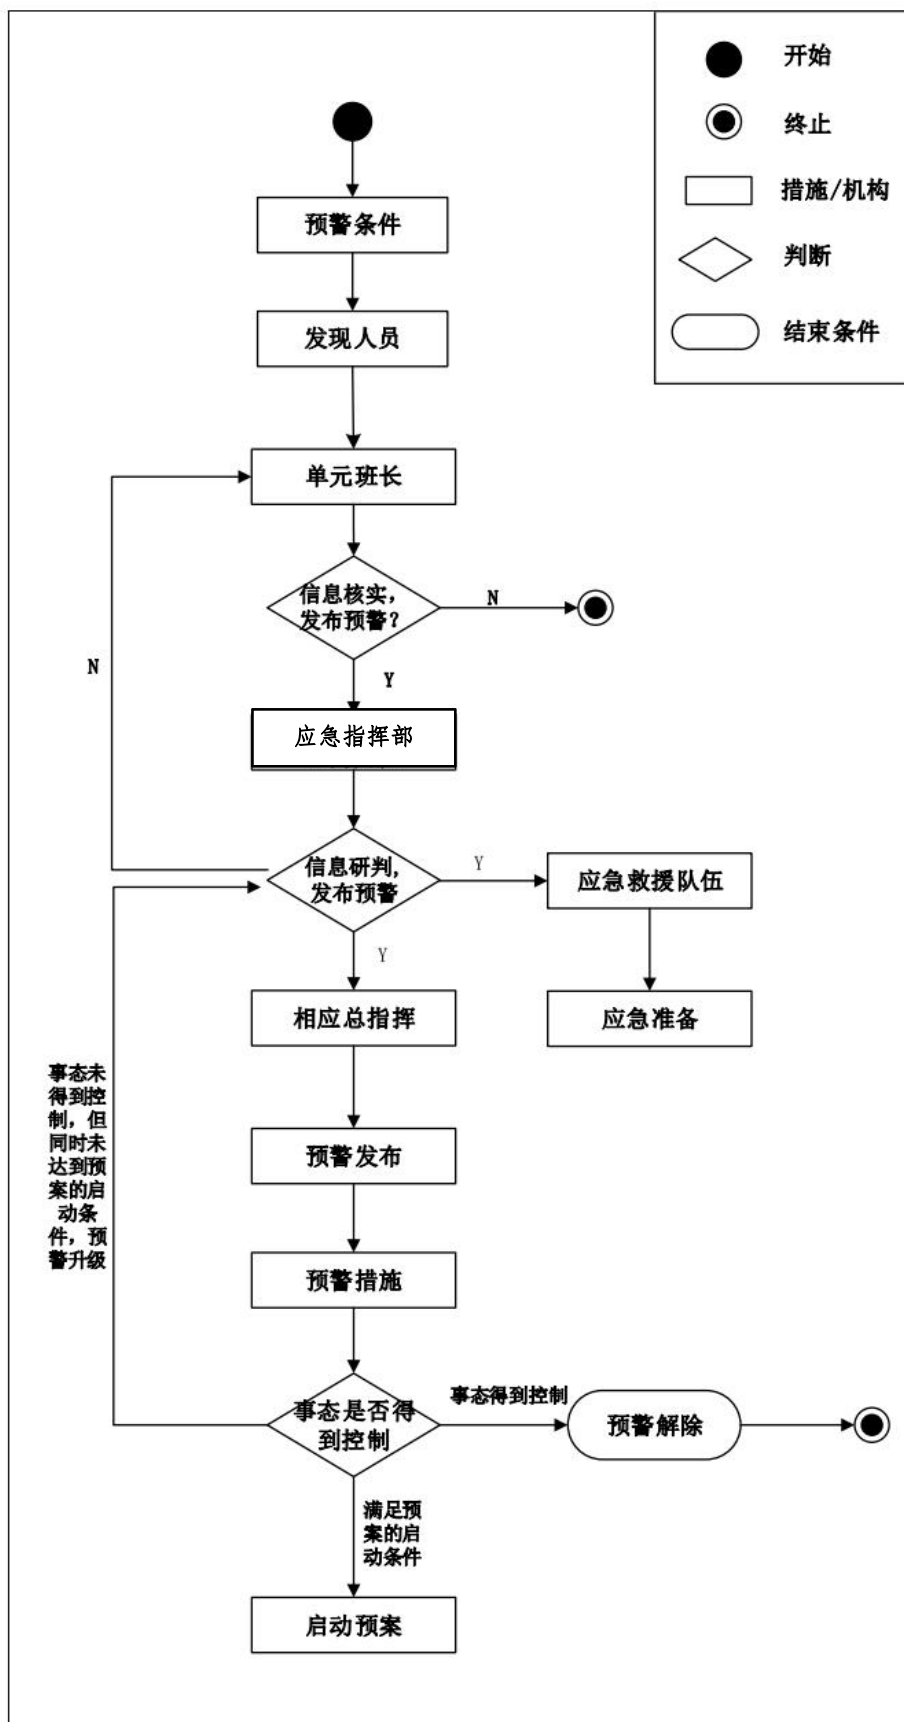 开始
终止
措施/机构
判断
结束条件
预警条件
发现人员
单元班长
信息核实，
发布预警？
N
Y
N
应急指挥部
信息研判，
发布预警
Y
应急救援队伍
Y
应急准备
相应总指挥
事态未
得到控
制，但
同时未
达到预
案的启
动条
件，预
警升级
预警发布
预警措施
事态是否得
到控制
事态得到控制
预警解除
满足预
案的启
动条件
启动预案